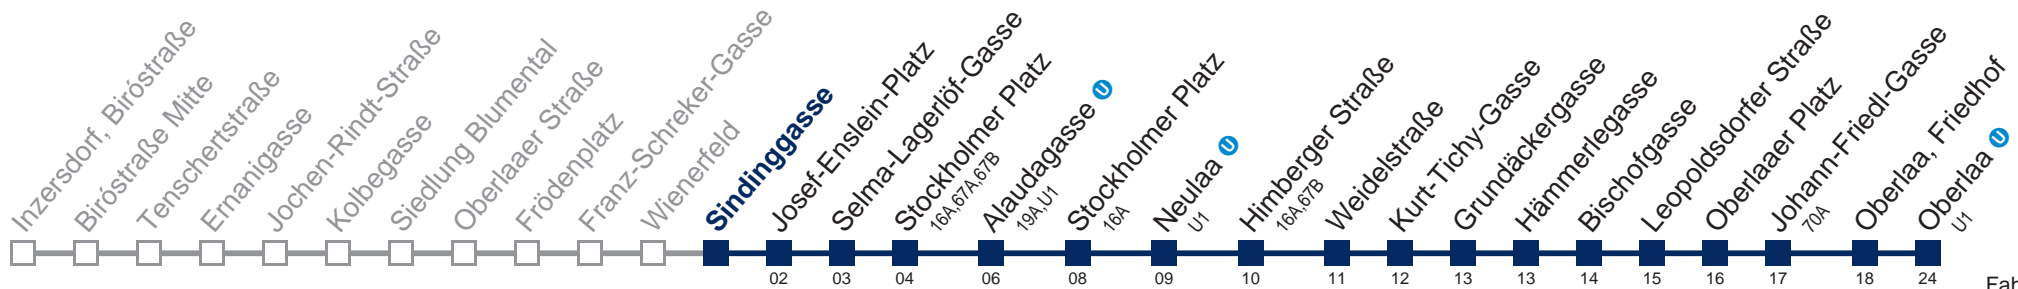 Inzersdorf, Biróstraße
Biróstraße Mitte
Tenschertstraße
Ernanigasse
Jochen-Rindt-Straße
Kolbegasse
Siedlung Blumental
Oberlaaer Straße
Frödenplatz
Franz-Schreker-Gasse
Wienerfeld
Sindinggasse
Josef-Enslein-Platz
02
Selma-Lagerlöf-Gasse
03
Stockholmer Platz
16A,67A,67B
04
Alaudagasse U
19A,U1
06
Stockholmer Platz
16A
08
Neulaa U
U1
09
Himberger Straße
16A,67B
10
Weidelstraße
11
Kurt-Tichy-Gasse
12
Grundäckergasse
13
Hämmerlegasse
13
Bischofgasse
14
Leopoldsdorfer Straße
15
Oberlaaer Platz
16
Johann-Friedl-Gasse
70A
17
Oberlaa, Friedhof
18
Oberlaa U
U1
24